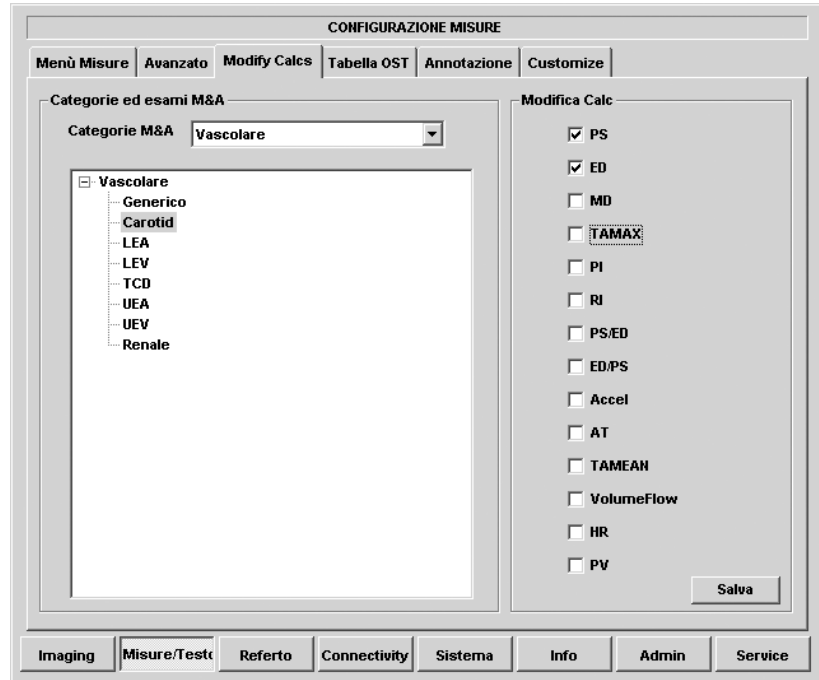 CONFIGURAZIONE MISURE
Menù Misure Avanzato Modify Calcs Tabella OST Annotazione Customize
Categorie ed esami M&A
Categorie M&A Vascolare
Vascolare
Generico
Carotid
LEA
LEV
TCD
UEA
UEV
Renale
Modifica Calc
PS
ED
MD
TAMAX
PI
RI
PS/ED
ED/PS
Accel
AT
TAMEAN
VolumeFlow
HR
PV
Salva
Imaging Misure/Testo Referto Connectivity Sistema Info Admin Service